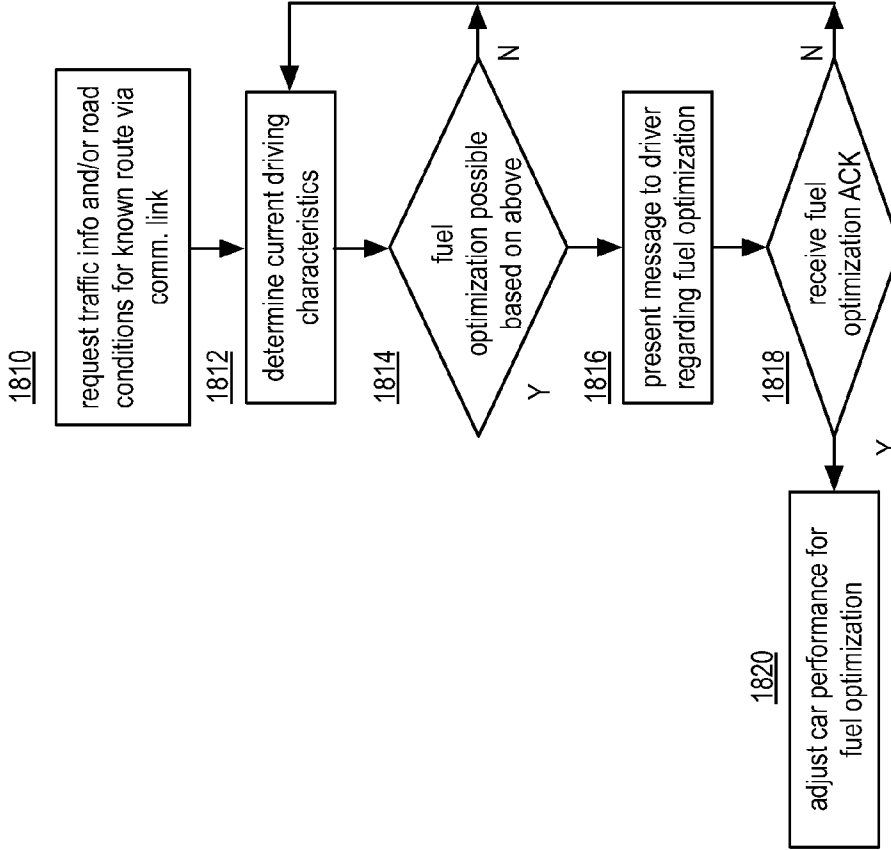 1810
request traffic info and/or road
conditions for known route via
comm. link
1812
determine current driving
characteristics
1814
fuel
optimization possible
based on above
N
Y
1816
present message to driver
regarding fuel optimization
1818
receive fuel
optimization ACK
N
Y
1820
adjust car performance for
fuel optimization